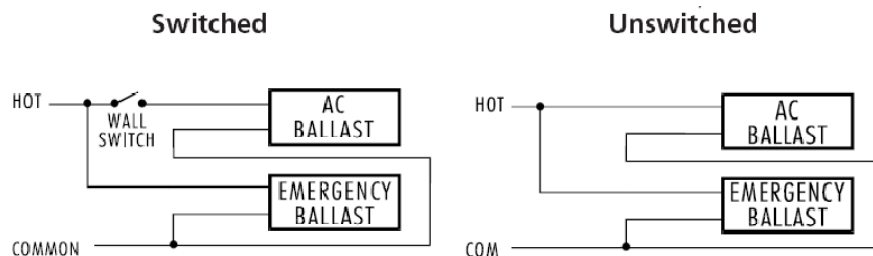 Switched
HOT
WALL
SWITCH
AC
BALLAST
EMERGENCY
BALLAST
COMMON
Unswitched
HOT
AC
BALLAST
EMERGENCY
BALLAST
COM